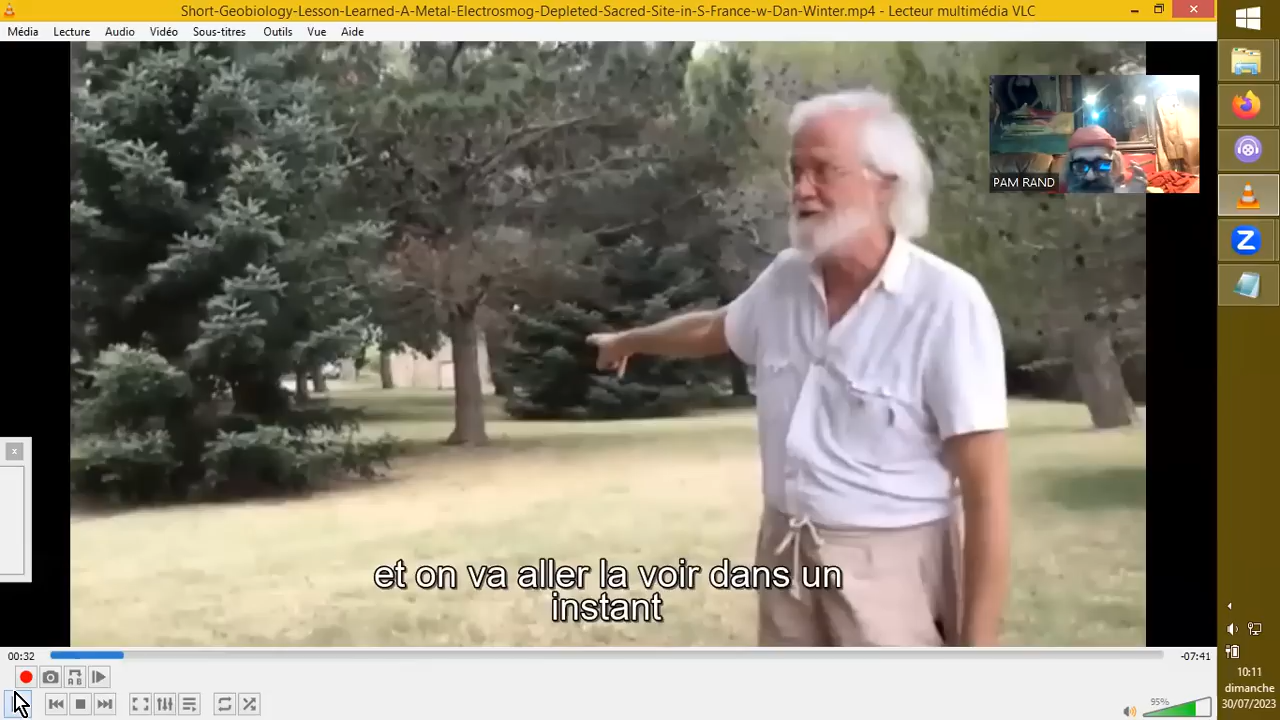 Short-Geobiology-Lesson-Learned-A-Metal-Electrosmog-Depleted-Sacred-Site-in-S-France-w-Dan-Winter.mp4 - Lecteur multimédia VLC
Média Lecture Audio Vidéo Sous-titres Outils Vue Aide
PAM RAND
et on va aller la voir dans un
instant
00:32
-07:41
95%
10:11
dimanche
30/07/2023